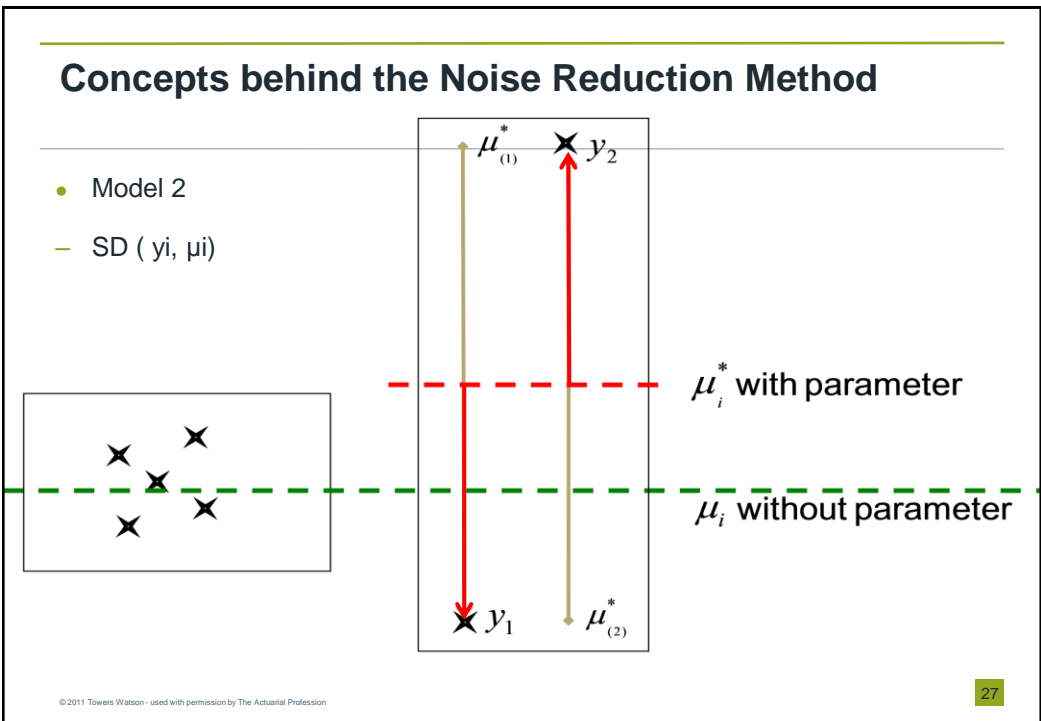 Concepts behind the Noise Reduction Method
μ*(1)
y2
● Model 2
– SD ( yi, μi)
μ*i with parameter
μi without parameter
y1
μ*(2)
© 2011 Towers Watson - used with permission by The Actuarial Profession
27